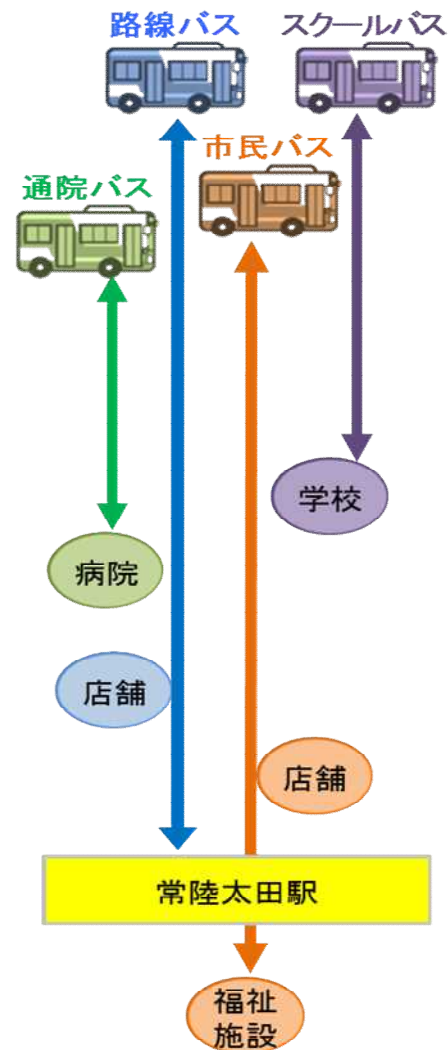 路線バス
スクールバス
市民バス
通院バス
学校
病院
店舗
店舗
常陸太田駅
福祉
施設